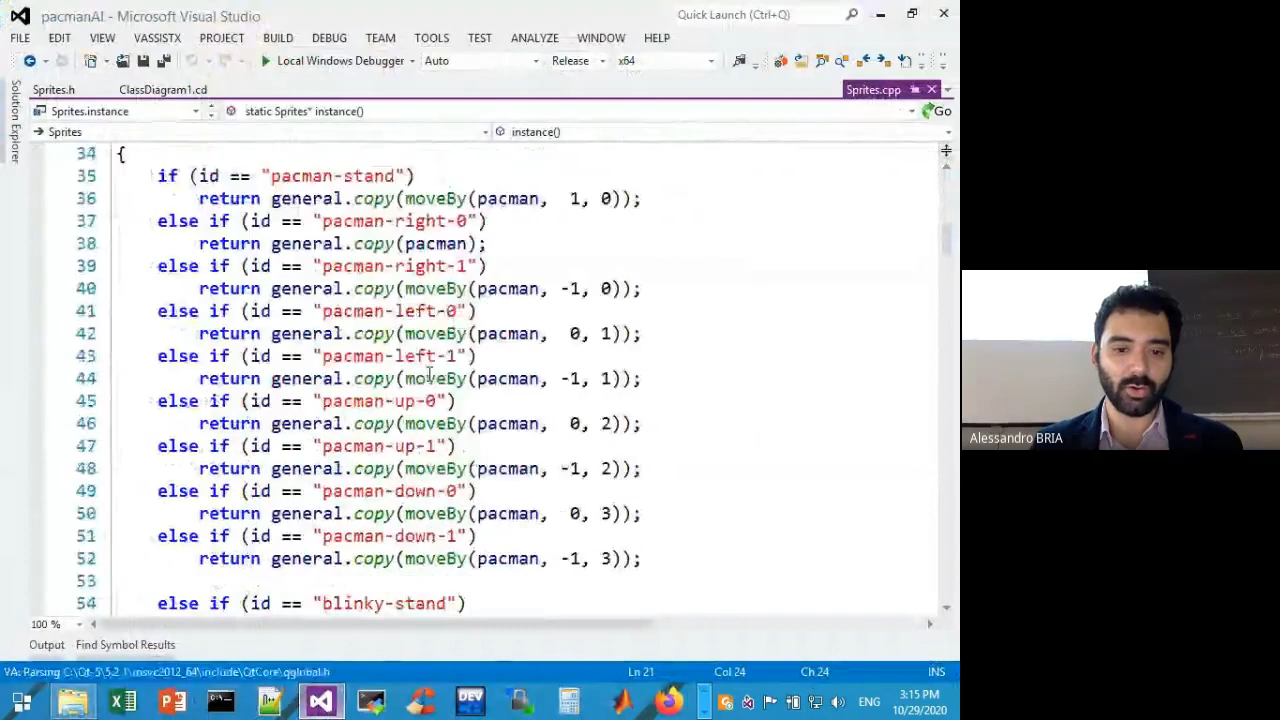 pacmanAI - Microsoft Visual Studio
Quick Launch (Ctrl+Q)
FILE EDIT VIEW VASSISTX PROJECT BUILD DEBUG TEAM TOOLS TEST ANALYZE WINDOW HELP
Local Windows Debugger Auto Release x64
Sprites.h ClassDiagram1.cd Sprites.cpp
Sprites.instance static Sprites* instance() Go
Sprites instance()
Solution Explorer
34 {
35 if (id == "pacman-stand")
36 return general.copy(moveBy(pacman, 1, 0));
37 else if (id == "pacman-right-0")
38 return general.copy(pacman);
39 else if (id == "pacman-right-1")
40 return general.copy(moveBy(pacman, -1, 0));
41 else if (id == "pacman-left-0")
42 return general.copy(moveBy(pacman, 0, 1));
43 else if (id == "pacman-left-1")
44 return general.copy(moveBy(pacman, -1, 1));
45 else if (id == "pacman-up-0")
46 return general.copy(moveBy(pacman, 0, 2));
47 else if (id == "pacman-up-1")
48 return general.copy(moveBy(pacman, -1, 2));
49 else if (id == "pacman-down-0")
50 return general.copy(moveBy(pacman, 0, 3));
51 else if (id == "pacman-down-1")
52 return general.copy(moveBy(pacman, -1, 3));
53
54 else if (id == "blinky-stand")
100 %
Output Find Symbol Results
VA: Parsing C:\Qt-5\5.2.1\msvc2012_64\include\QtCore\qglobal.h Ln 21 Col 24 Ch 24 INS
DEV
ENG
3:15 PM
10/29/2020
Alessandro BRIA